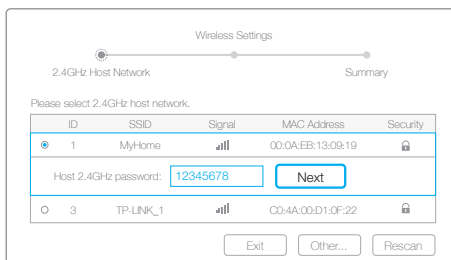 Wireless Settings
2.4GHz Host Network Summary
Please select 2.4GHz host network.
ID SSID Signal MAC Address Security
1 MyHome 00:0A:EB:13:09:19
Host 2.4GHz password: 12345678 Next
3 TP-LINK_1 C0:4A:00:D1:0F:22
Exit Other... Rescan